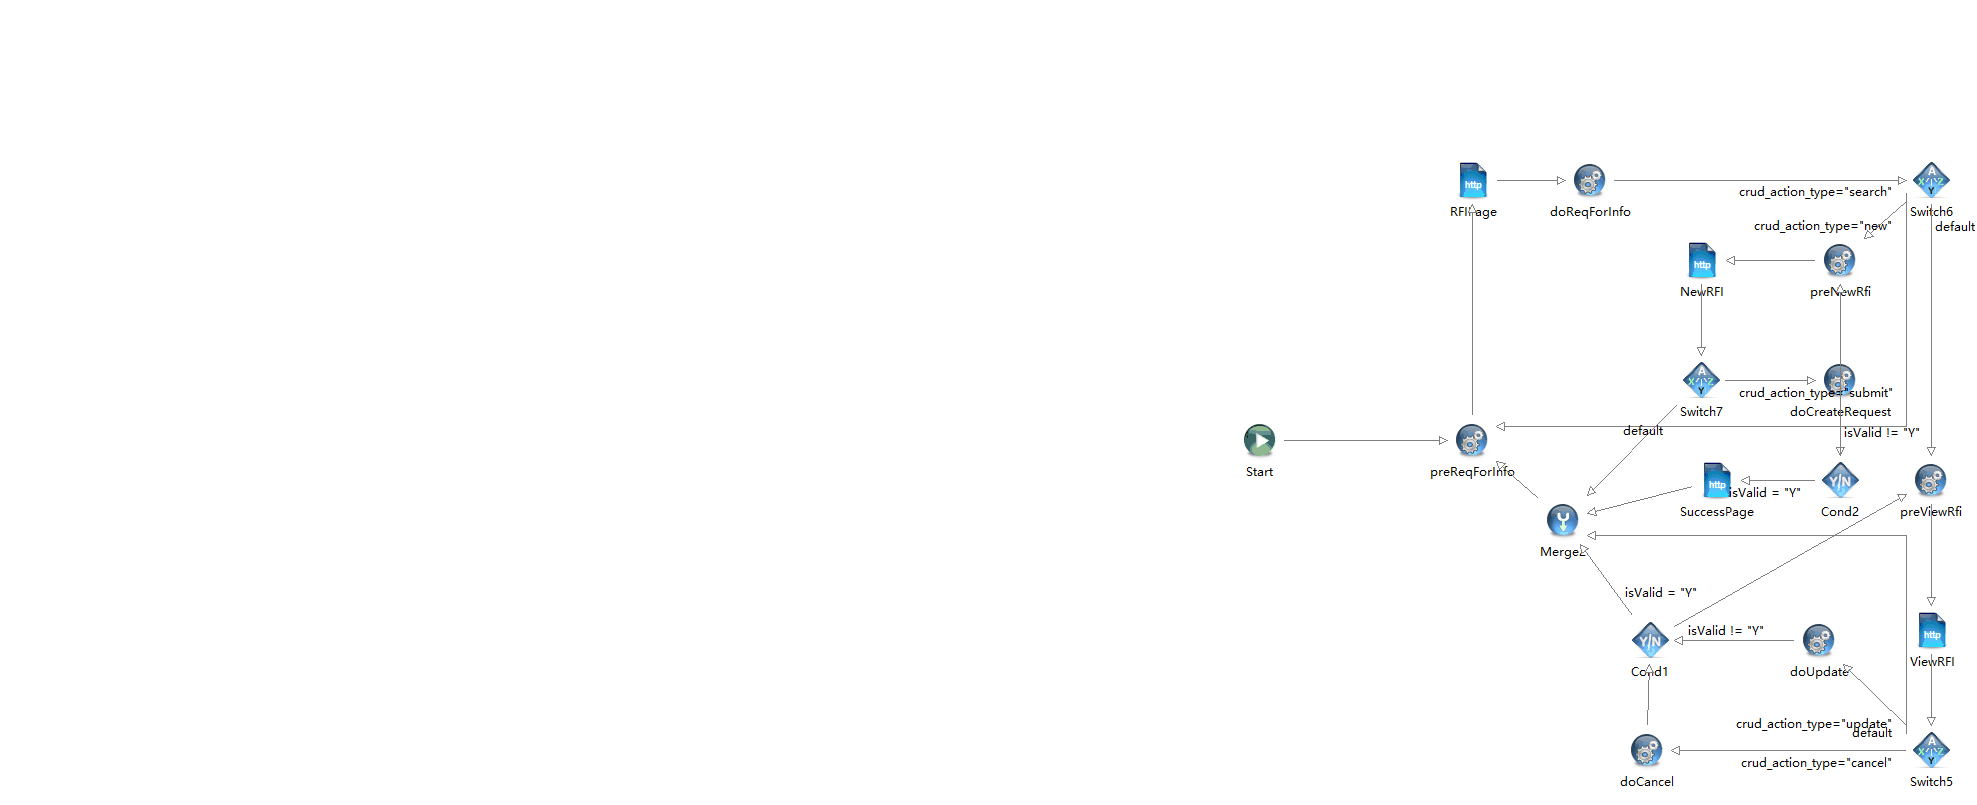 http
RFIPage
doReqForInfo
crud_action_type="search"
A
X Z
Y
Switch6
default
crud_action_type="new"
http
NewRFI
preNewRfi
A
X Z
Y
Switch7
crud_action_type="submit"
doCreateRequest
default
isValid != "Y"
Start
preReqForInfo
http
SuccessPage
isValid = "Y"
Y/N
Cond2
preViewRfi
Y
Merge2
isValid = "Y"
Y/N
Cond1
isValid != "Y"
doUpdate
http
ViewRFI
crud_action_type="update"
default
doCancel
crud_action_type="cancel"
A
X Z
Y
Switch5